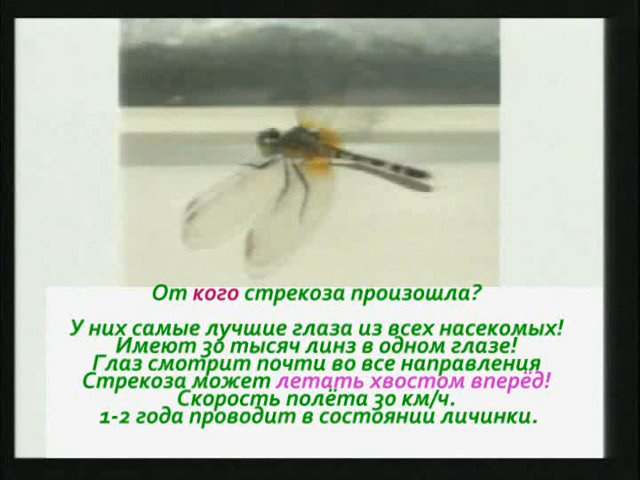 От кого стрекоза произошла?
У них самые лучшие глаза из всех насекомых!
Имеют 30 тысяч линз в одном глазе!
Глаз смотрит почти во все направления
Стрекоза может летать хвостом вперёд!
Скорость полёта 30 км/ч.
1-2 года проводит в состоянии личинки.